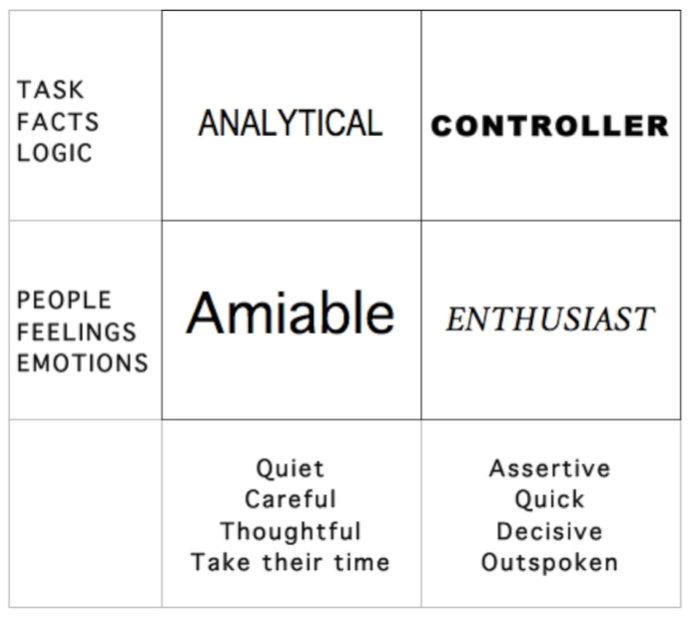 TASK
FACTS
LOGIC
ANALYTICAL
CONTROLLER
PEOPLE
FEELINGS
EMOTIONS
Amiable
ENTHUSIAST
Quiet
Careful
Thoughtful
Take their time
Assertive
Quick
Decisive
Outspoken